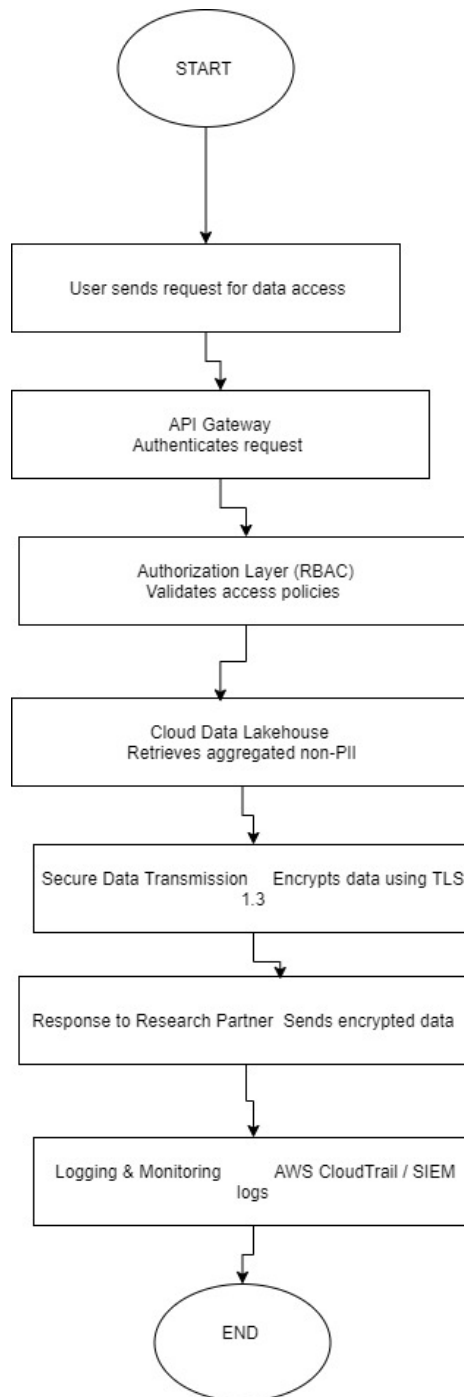 START
User sends request for data access
API Gateway
Authenticates request
Authorization Layer (RBAC)
Validates access policies
Cloud Data Lakehouse
Retrieves aggregated non-PII
Secure Data Transmission Encrypts data using TLS
1.3
Response to Research Partner Sends encrypted data
Logging & Monitoring AWS CloudTrail / SIEM
logs
END